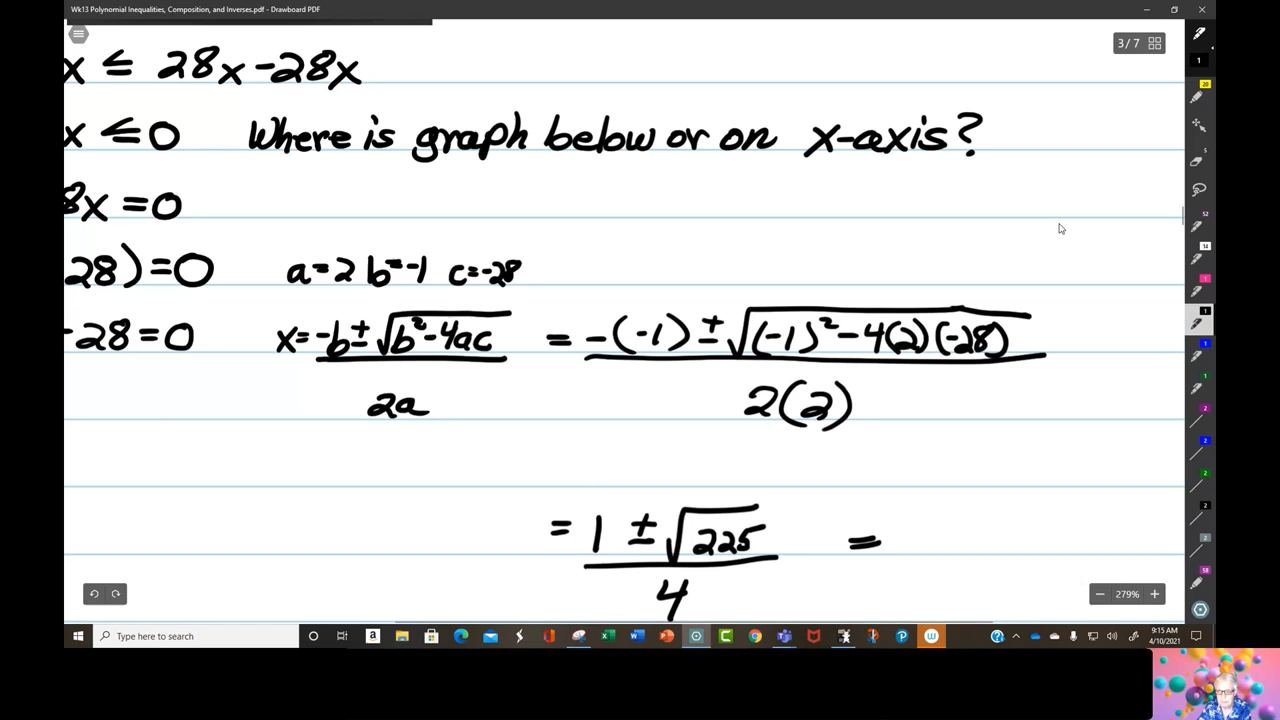 Wk13 Polynomial Inequalities, Composition, and Inverses.pdf - Drawboard PDF
3 / 7
x ≤ 28x-28x
x ≤0 Where is graph below or on x-axis?
8x =0
28)=0 a=2 b=-1 c=-28
-28=0 x= -b±√b²-4ac / 2a = -(-1)±√(-1)²-4(2)(-28) / 2(2)
= 1 ±√225 / 4 =
279%
Type here to search
9:15 AM
4/10/2021